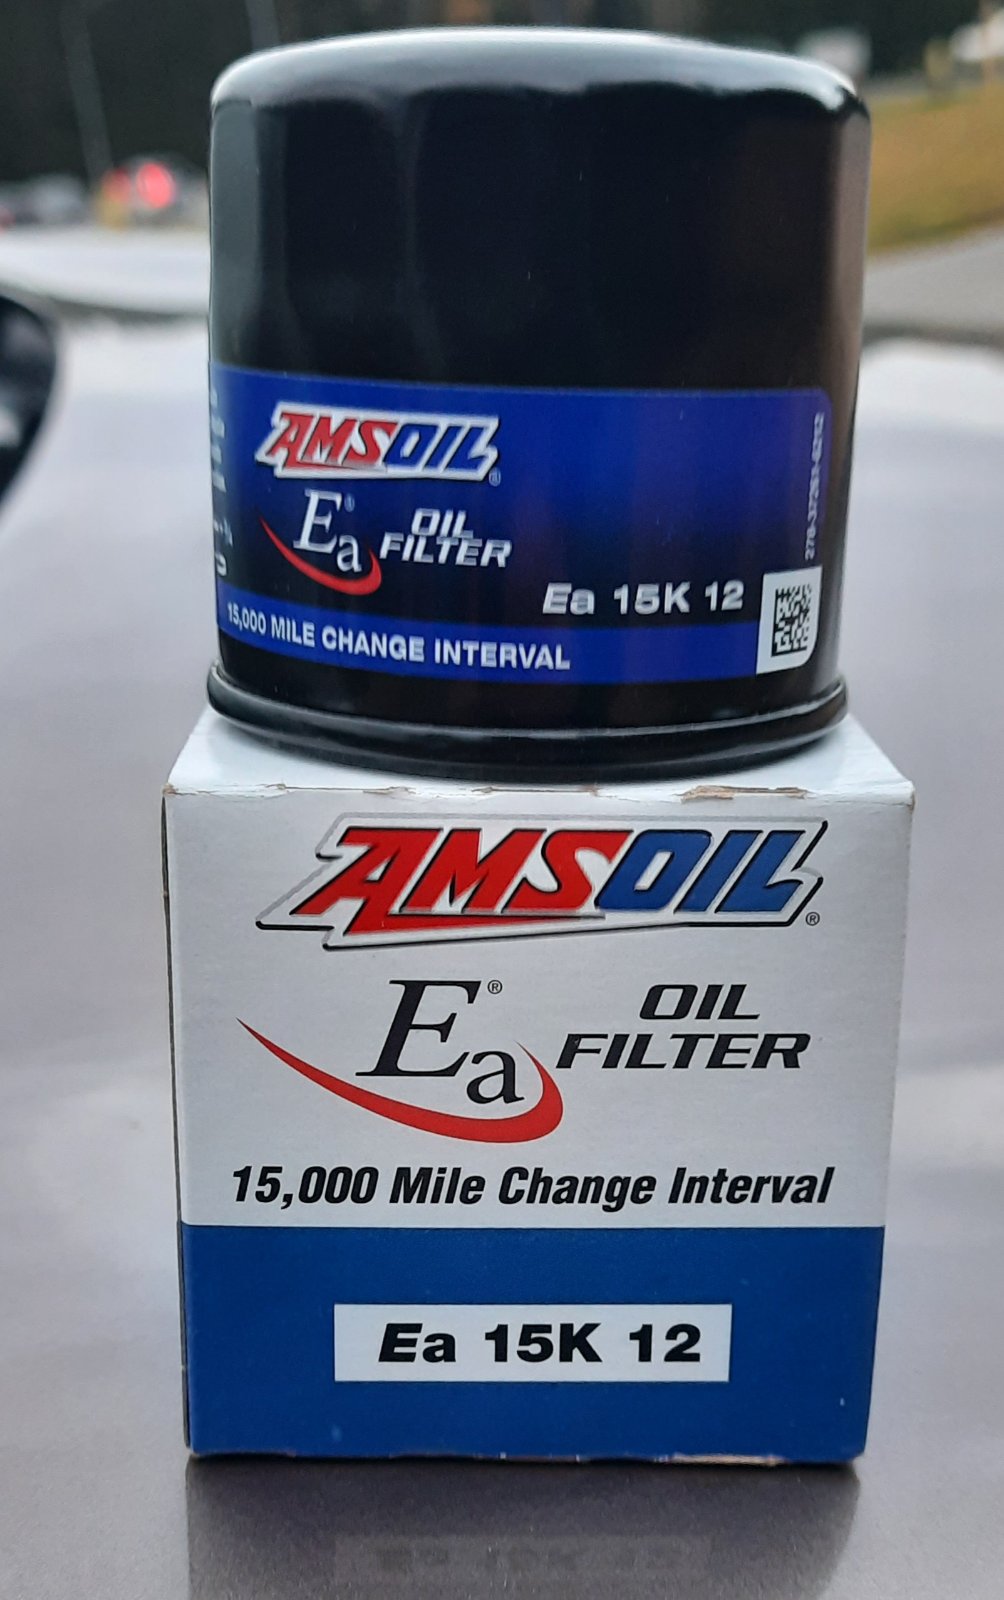 AMSOIL®
Ea® OIL
FILTER
Ea 15K 12
15,000 MILE CHANGE INTERVAL
AMSOIL®
Ea® OIL
FILTER
15,000 Mile Change Interval
Ea 15K 12